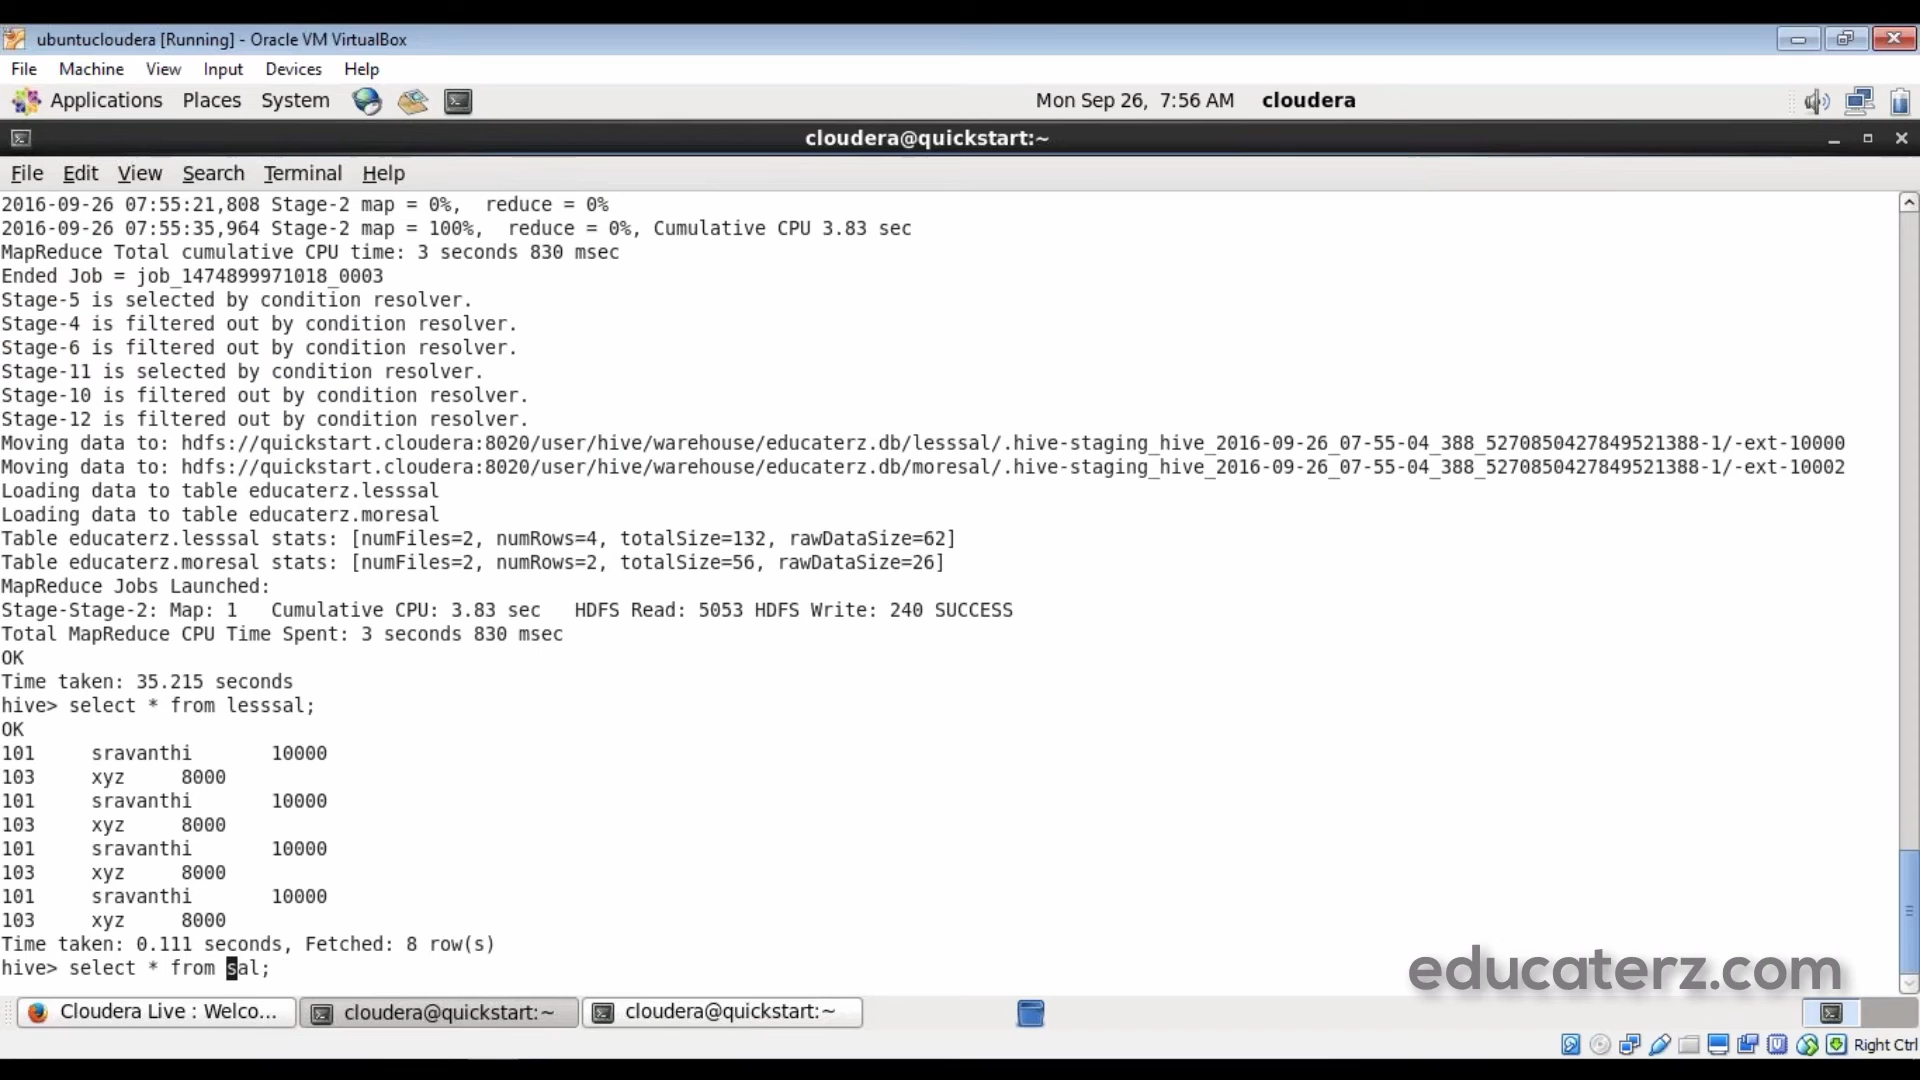 ubuntucloudera [Running] - Oracle VM VirtualBox
File Machine View Input Devices Help
Applications Places System Mon Sep 26, 7:56 AM cloudera
cloudera@quickstart:~
File Edit View Search Terminal Help
2016-09-26 07:55:21,808 Stage-2 map = 0%,  reduce = 0%
2016-09-26 07:55:35,964 Stage-2 map = 100%,  reduce = 0%, Cumulative CPU 3.83 sec
MapReduce Total cumulative CPU time: 3 seconds 830 msec
Ended Job = job_1474899971018_0003
Stage-5 is selected by condition resolver.
Stage-4 is filtered out by condition resolver.
Stage-6 is filtered out by condition resolver.
Stage-11 is selected by condition resolver.
Stage-10 is filtered out by condition resolver.
Stage-12 is filtered out by condition resolver.
Moving data to: hdfs://quickstart.cloudera:8020/user/hive/warehouse/educaterz.db/lesssal/.hive-staging_hive_2016-09-26_07-55-04_388_5270850427849521388-1/-ext-10000
Moving data to: hdfs://quickstart.cloudera:8020/user/hive/warehouse/educaterz.db/moresal/.hive-staging_hive_2016-09-26_07-55-04_388_5270850427849521388-1/-ext-10002
Loading data to table educaterz.lesssal
Loading data to table educaterz.moresal
Table educaterz.lesssal stats: [numFiles=2, numRows=4, totalSize=132, rawDataSize=62]
Table educaterz.moresal stats: [numFiles=2, numRows=2, totalSize=56, rawDataSize=26]
MapReduce Jobs Launched:
Stage-Stage-2: Map: 1   Cumulative CPU: 3.83 sec   HDFS Read: 5053 HDFS Write: 240 SUCCESS
Total MapReduce CPU Time Spent: 3 seconds 830 msec
OK
Time taken: 35.215 seconds
hive> select * from lesssal;
OK
101 sravanthi 10000
103 xyz 8000
101 sravanthi 10000
103 xyz 8000
101 sravanthi 10000
103 xyz 8000
101 sravanthi 10000
103 xyz 8000
Time taken: 0.111 seconds, Fetched: 8 row(s)
hive> select * from sal;
educaterz.com
Cloudera Live : Welco... cloudera@quickstart:~ cloudera@quickstart:~
Right Ctrl